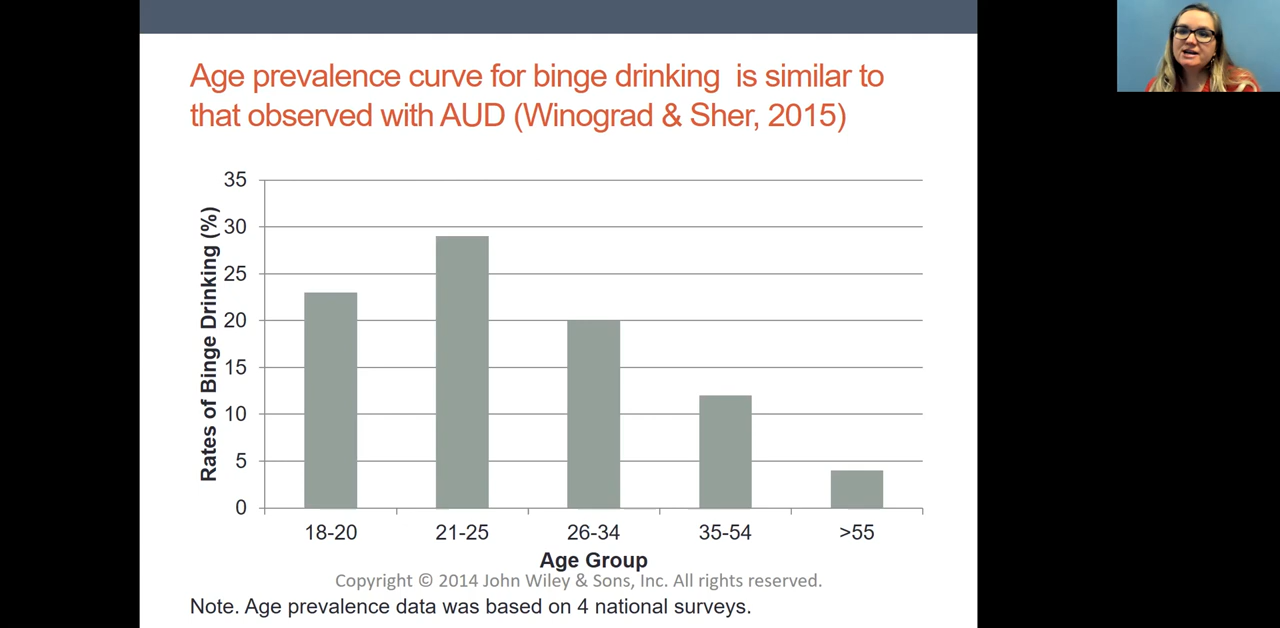 Age prevalence curve for binge drinking  is similar to
that observed with AUD (Winograd & Sher, 2015)
Rates of Binge Drinking (%)
35
30
25
20
15
10
5
0
18-20
21-25
26-34
35-54
>55
Age Group
Copyright © 2014 John Wiley & Sons, Inc. All rights reserved.
Note. Age prevalence data was based on 4 national surveys.